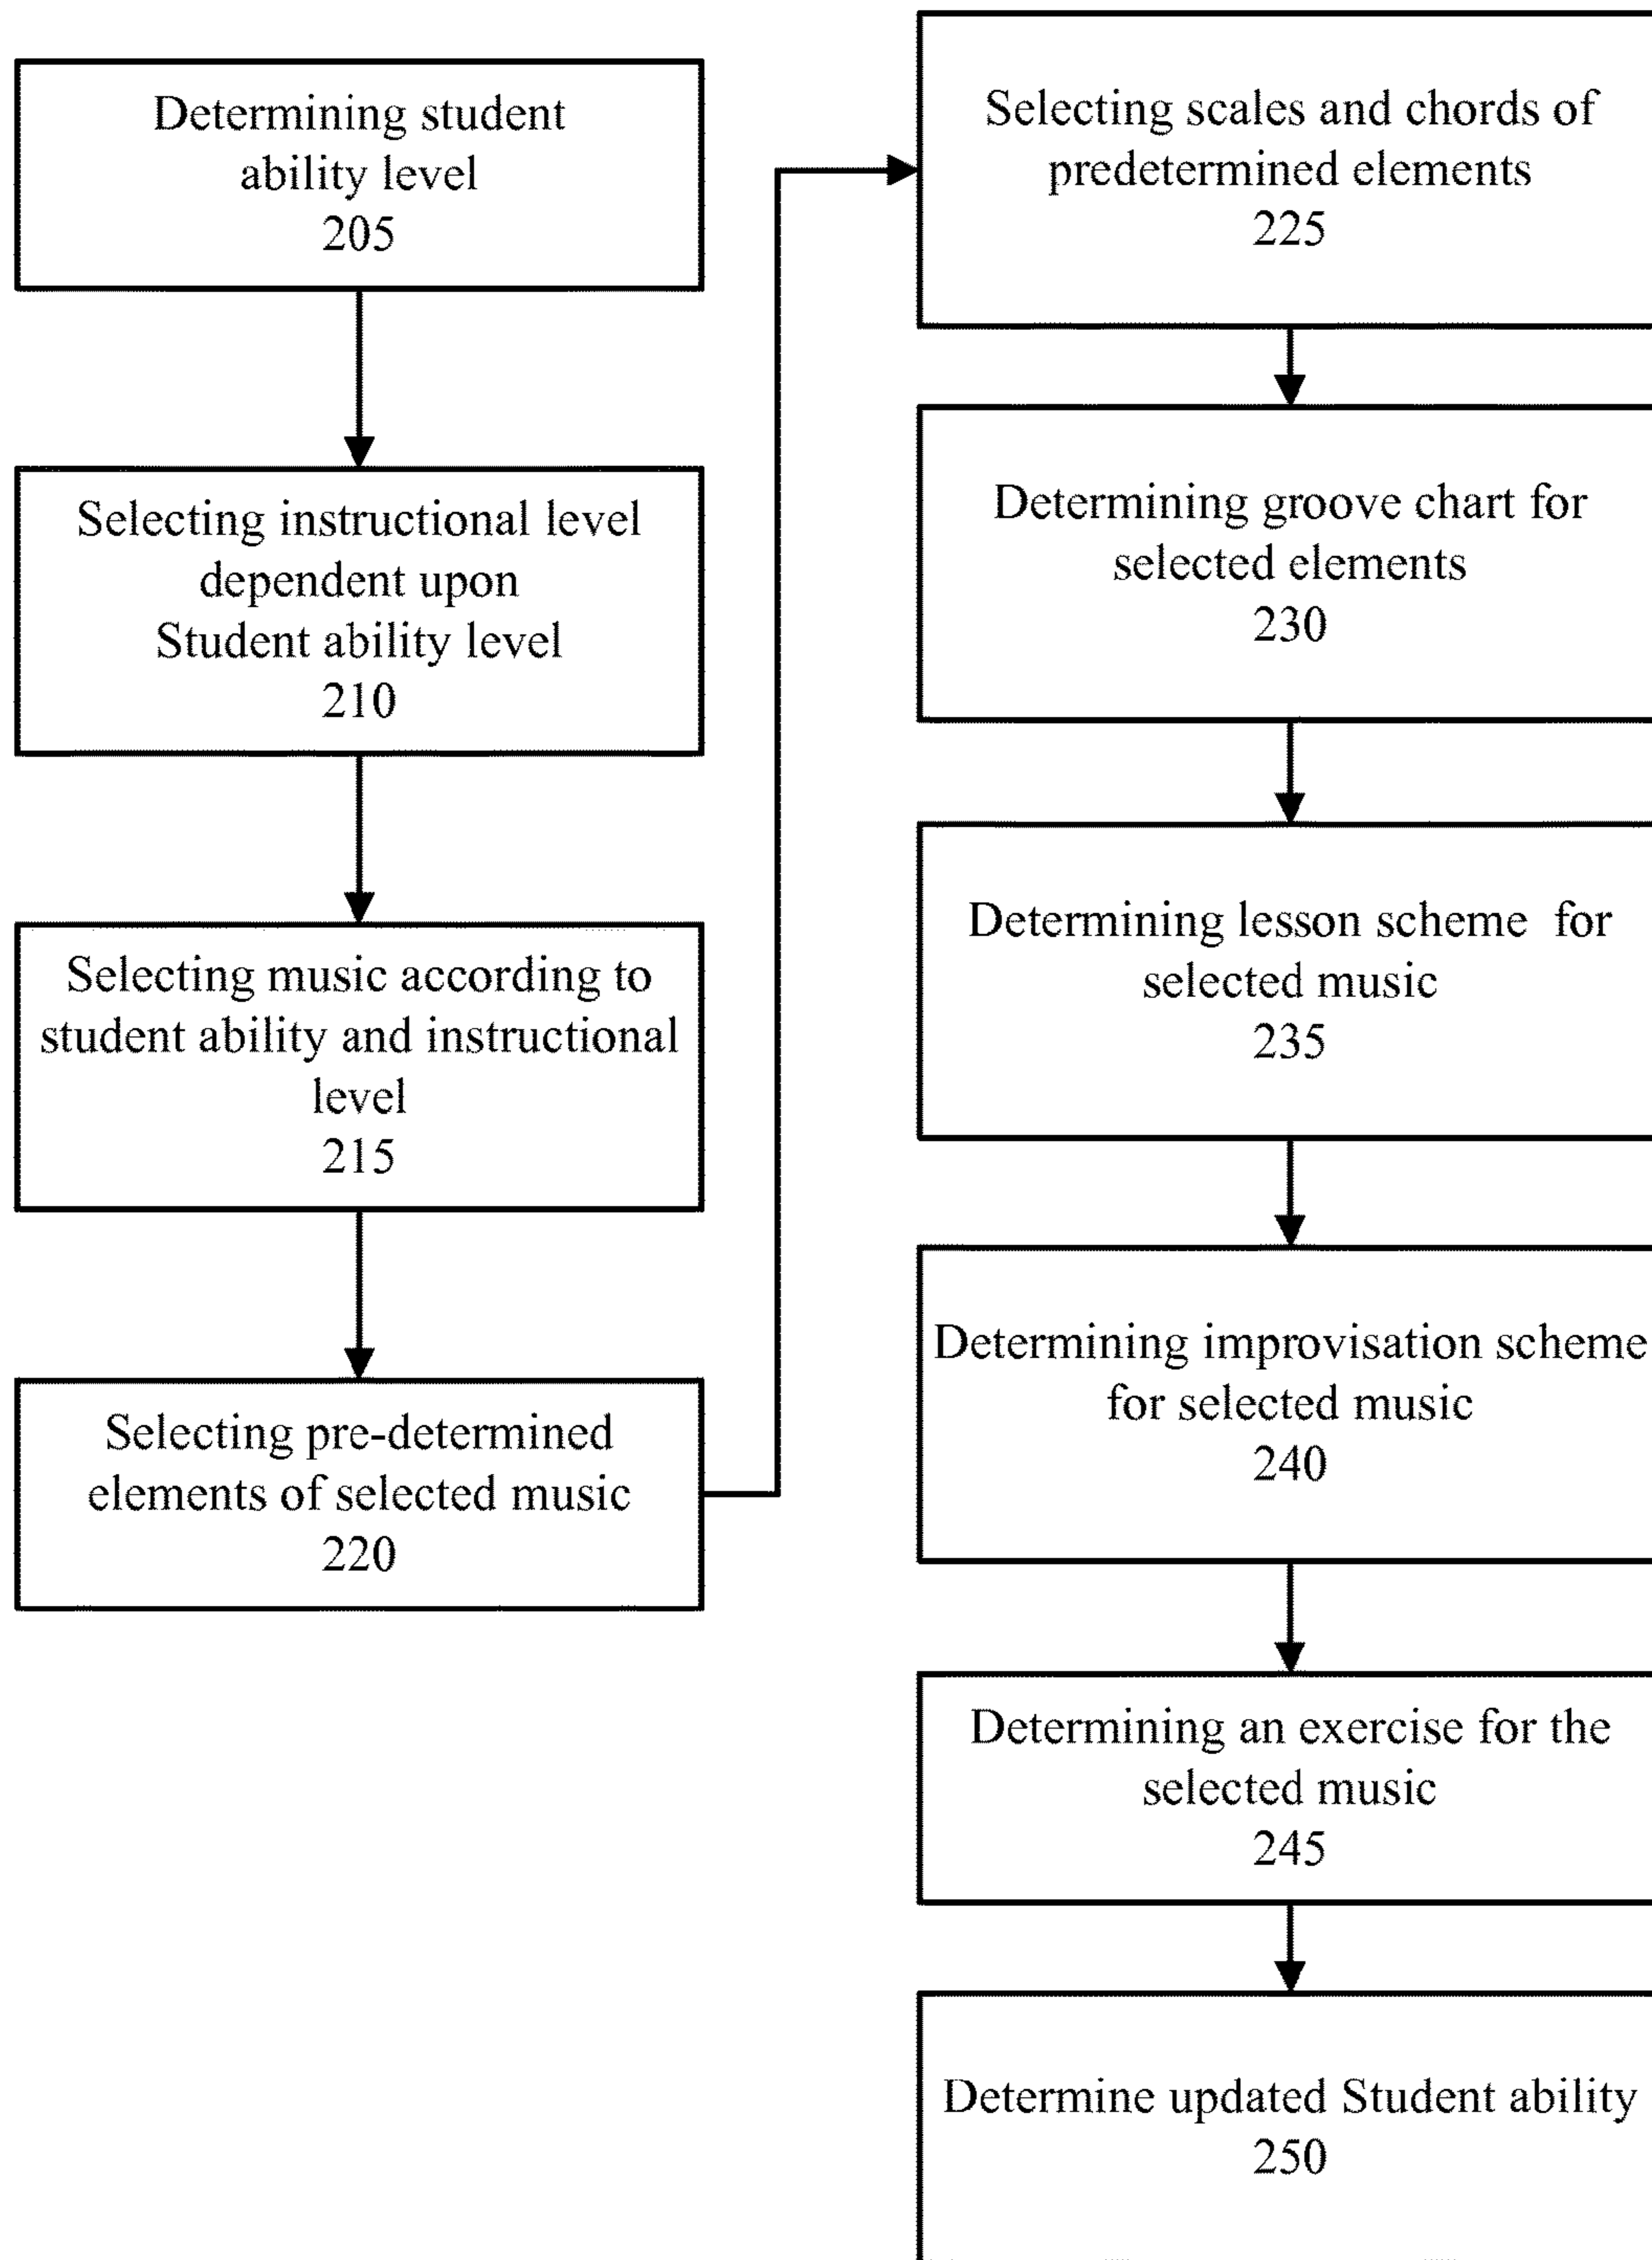 Determining student
ability level
205
Selecting instructional level
dependent upon
Student ability level
210
Selecting music according to
student ability and instructional
level
215
Selecting pre-determined
elements of selected music
220
Selecting scales and chords of
predetermined elements
225
Determining groove chart for
selected elements
230
Determining lesson scheme for
selected music
235
Determining improvisation scheme
for selected music
240
Determining an exercise for the
selected music
245
Determine updated Student ability
250